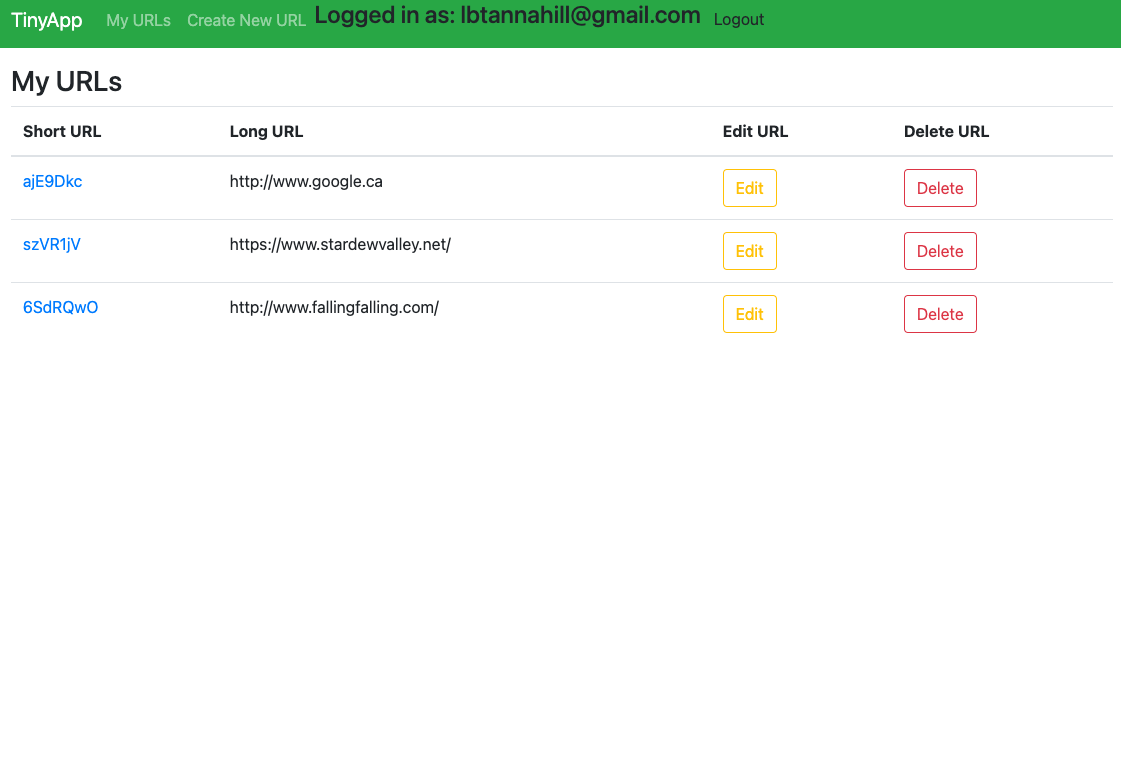 TinyApp My URLs Create New URL Logged in as: lbtannahill@gmail.com Logout
My URLs
Short URL Long URL Edit URL Delete URL
ajE9Dkc http://www.google.ca Edit Delete
szVR1jV https://www.stardewvalley.net/ Edit Delete
6SdRQwO http://www.fallingfalling.com/ Edit Delete